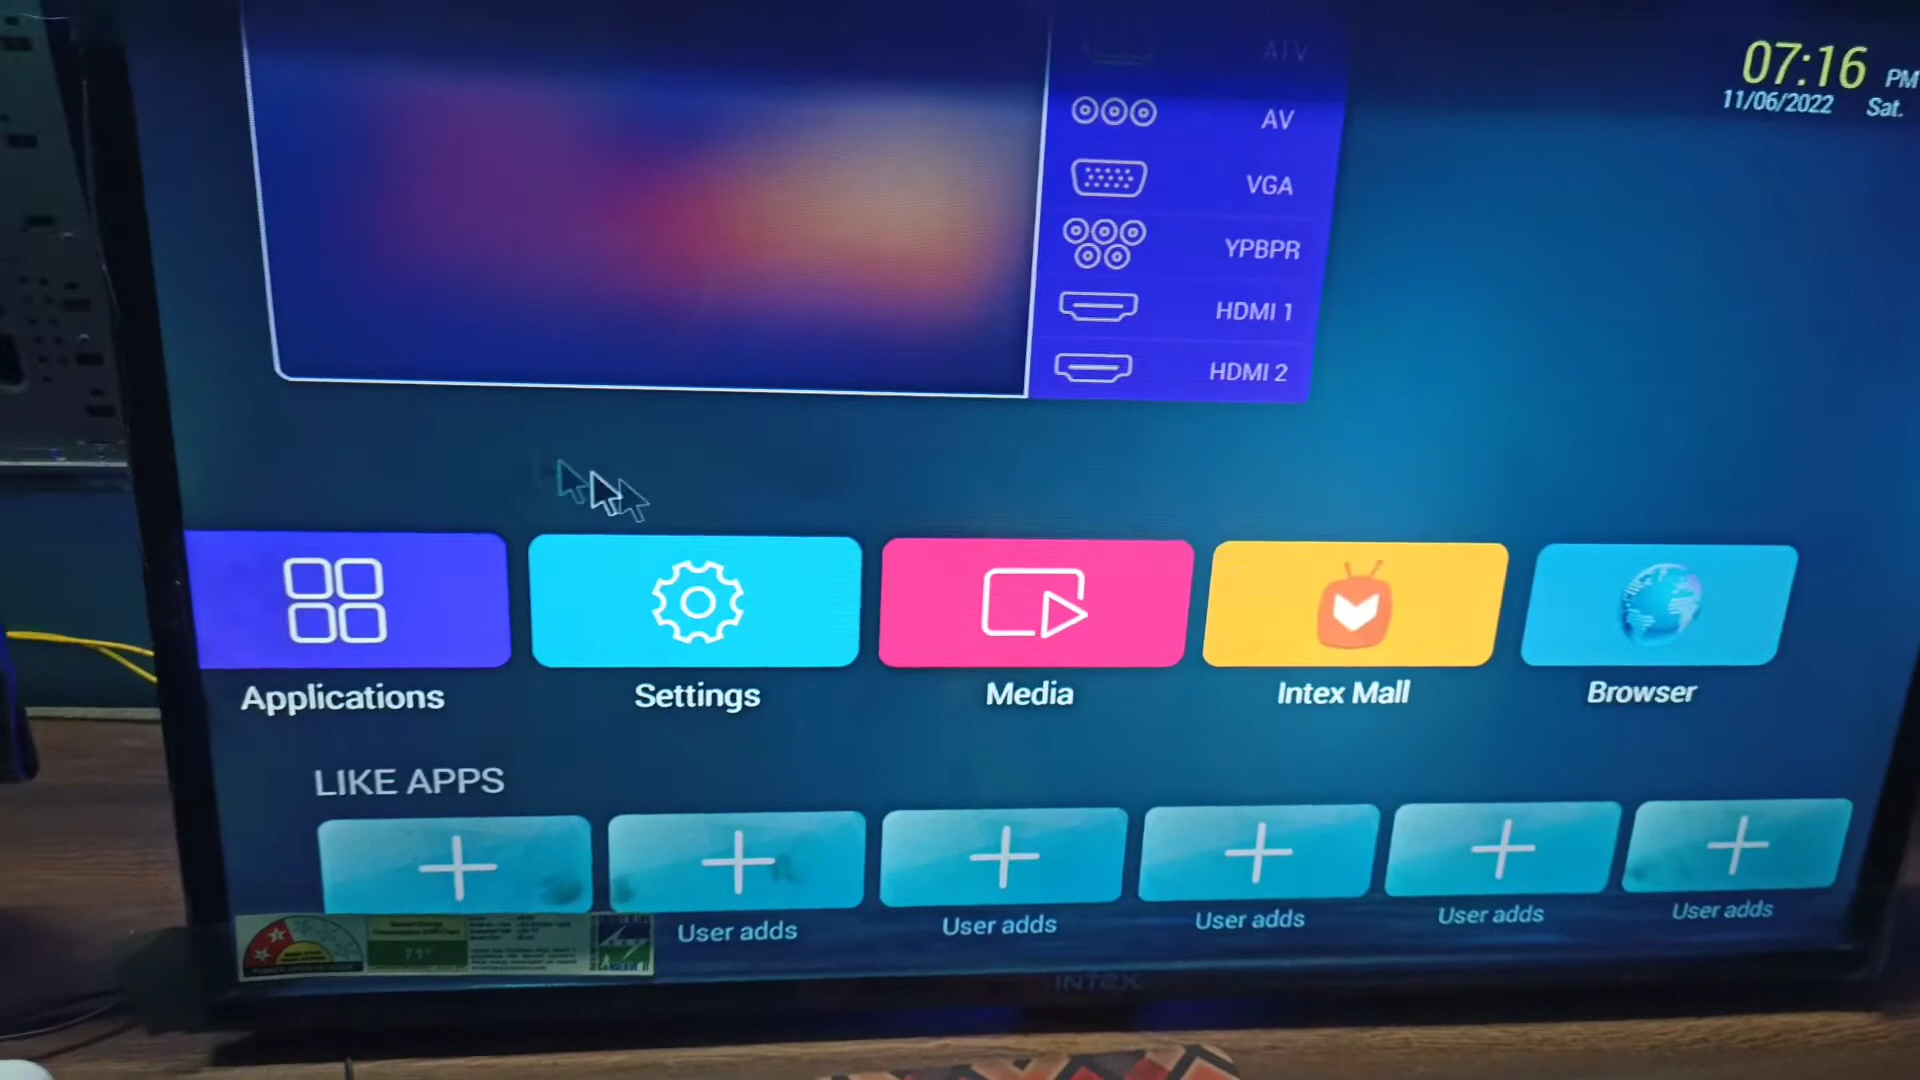 ATV
07:16 PM
11/06/2022 Sat.
AV
VGA
YPBPR
HDMI 1
HDMI 2
Applications
Settings
Media
Intex Mall
Browser
LIKE APPS
User adds
User adds
User adds
User adds
User adds
INTEX